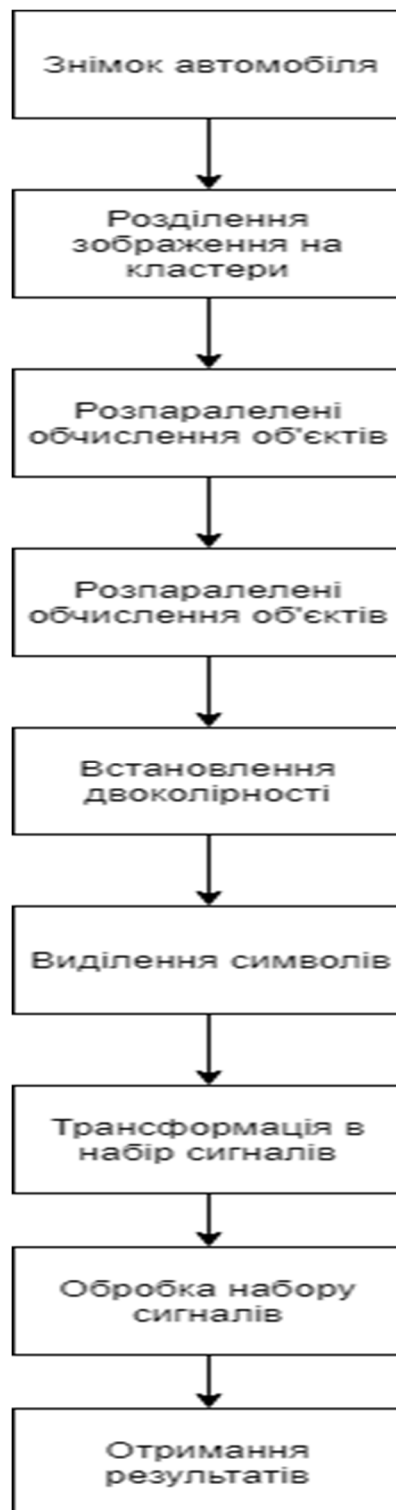 Знімок автомобіля
Розділення
зображення на
кластери
Розпаралелені
обчислення об'єктів
Розпаралелені
обчислення об'єктів
Встановлення
двоколірності
Виділення символів
Трансформація в
набір сигналів
Обробка набору
сигналів
Отримання
результатів